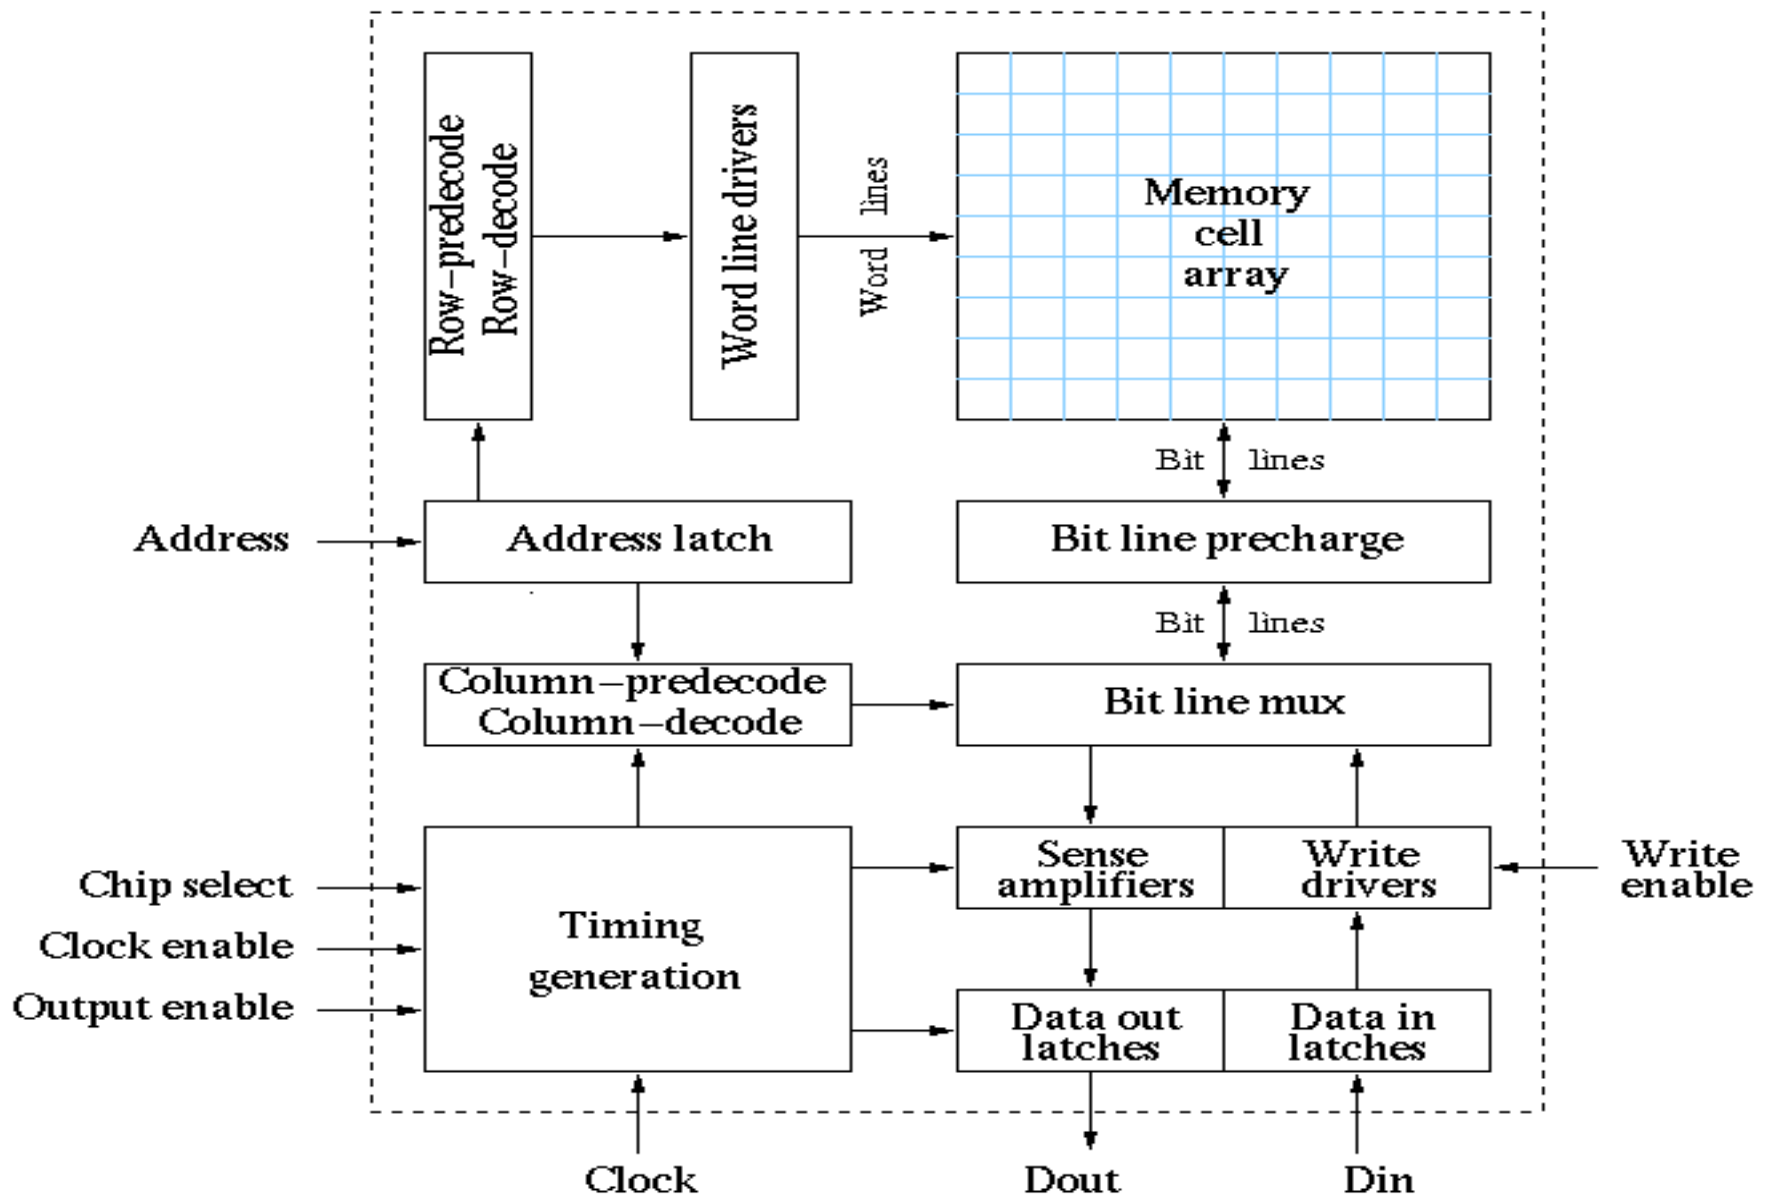 Row-predecode
Row-decode
Word line drivers
Word lines
Memory
cell
array
Bit lines
Address
Address latch
Bit line precharge
Bit lines
Column-predecode
Column-decode
Bit line mux
Chip select
Clock enable
Output enable
Timing
generation
Sense
amplifiers
Write
drivers
Write
enable
Data out
latches
Data in
latches
Clock
Dout
Din